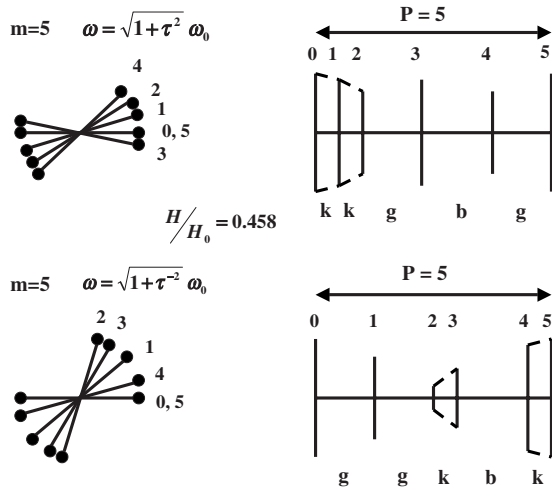 m=5 ω=√1+τ² ω₀
P = 5
4
2
1
0, 5
3
0 1 2 3 4 5
k k g b g
H/H₀ = 0.458
m=5 ω=√1+τ⁻² ω₀
P = 5
2 3
1
4
0, 5
0 1 2 3 4 5
g g k b k